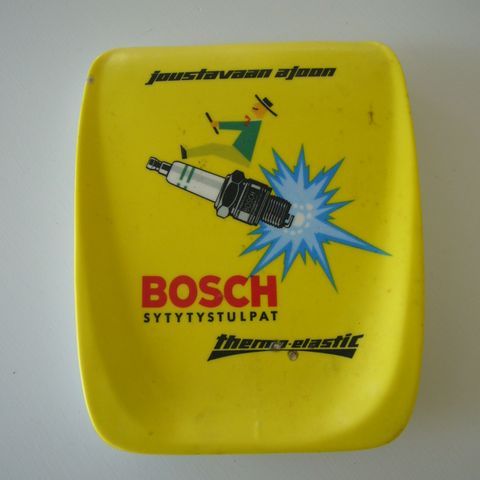 joustavaan ajoon
BOSCH
SYTYTYSTULPAT
thermo-elastic